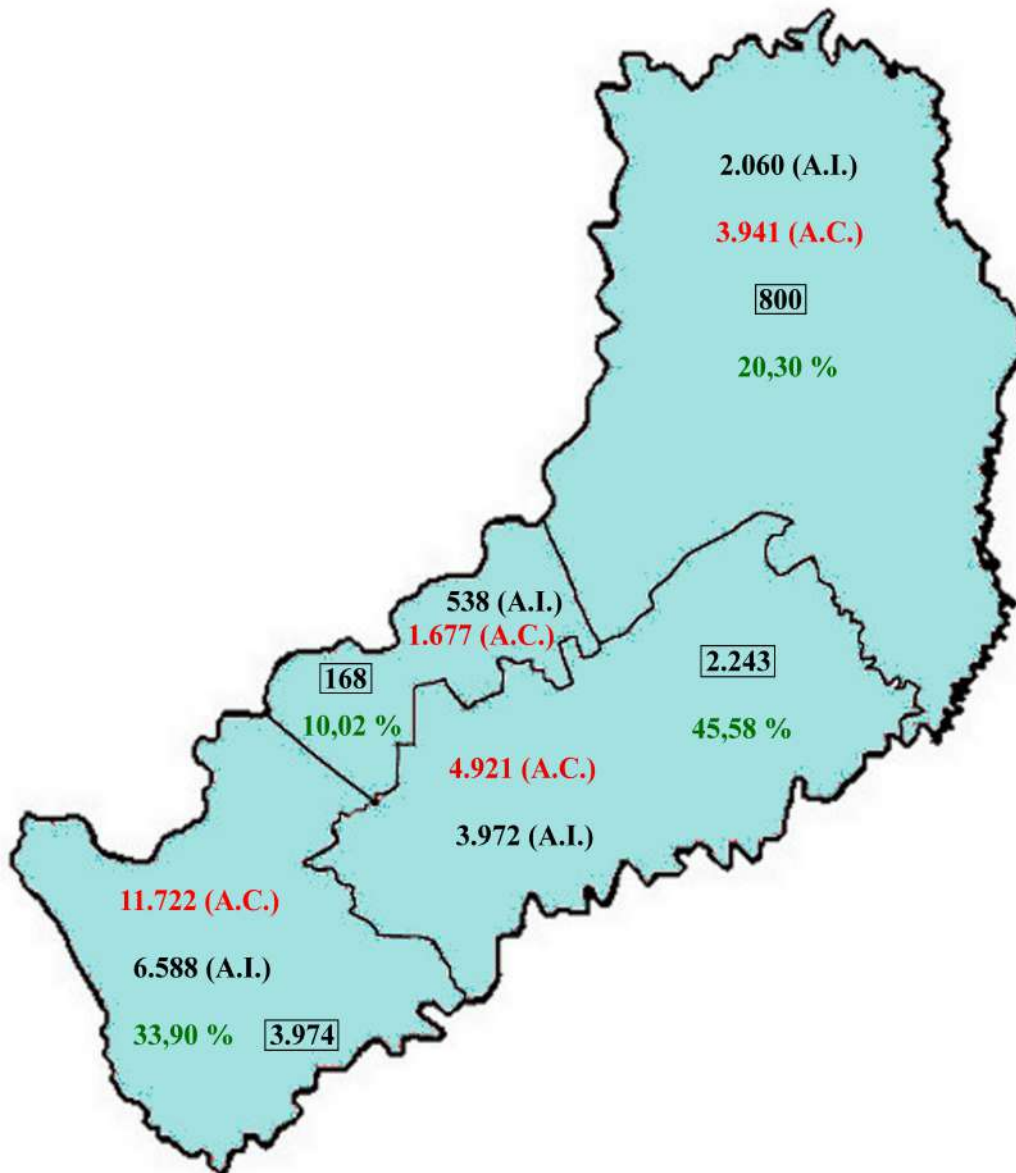 2.060 (A.I.)
3.941 (A.C.)
800
20,30 %
538 (A.I.)
1.677 (A.C.)
168
10,02 %
2.243
45,58 %
4.921 (A.C.)
3.972 (A.I.)
11.722 (A.C.)
6.588 (A.I.)
33,90 % 3.974